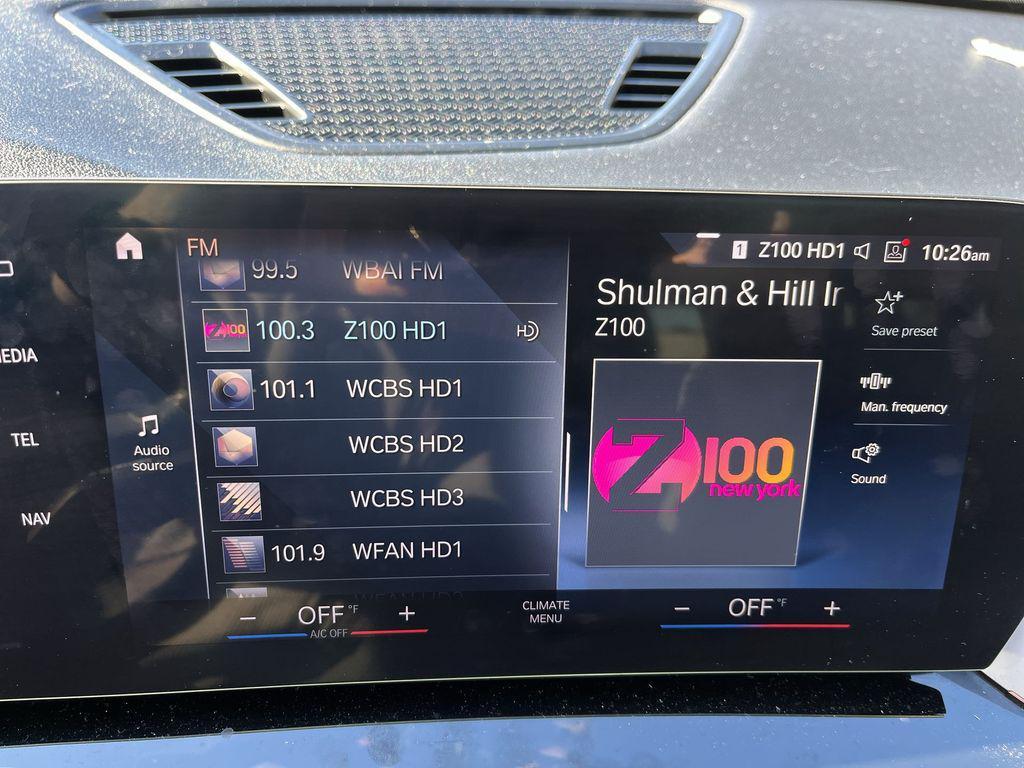 FM
1 Z100 HD1 10:26am
99.5 WBAI FM
100.3 Z100 HD1 HD
101.1 WCBS HD1
WCBS HD2
WCBS HD3
101.9 WFAN HD1
Shulman & Hill Ir
Z100
Z100
new york
Save preset
Man. frequency
Sound
MEDIA
TEL
NAV
Audio
source
− OFF °F +
A/C OFF
CLIMATE
MENU
− OFF °F +